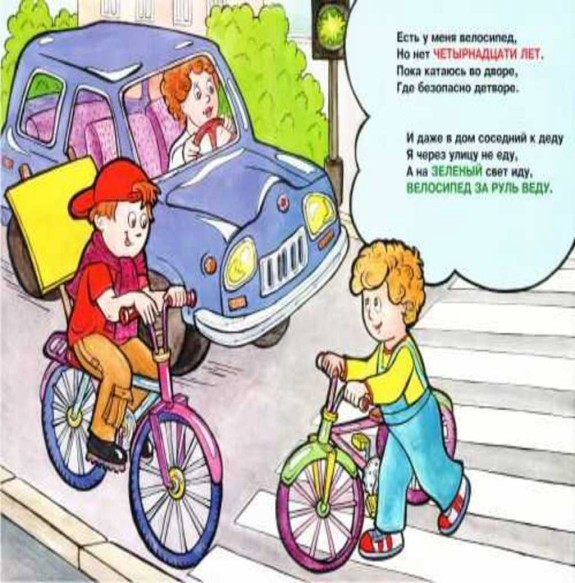 Есть у меня велосипед,
Но нет ЧЕТЫРНАДЦАТИ ЛЕТ.
Пока катаюсь во дворе,
Где безопасно детворе.
И даже в дом соседний к деду
Я через улицу не еду,
А на ЗЕЛЕНЫЙ свет иду,
ВЕЛОСИПЕД ЗА РУЛЬ ВЕДУ.